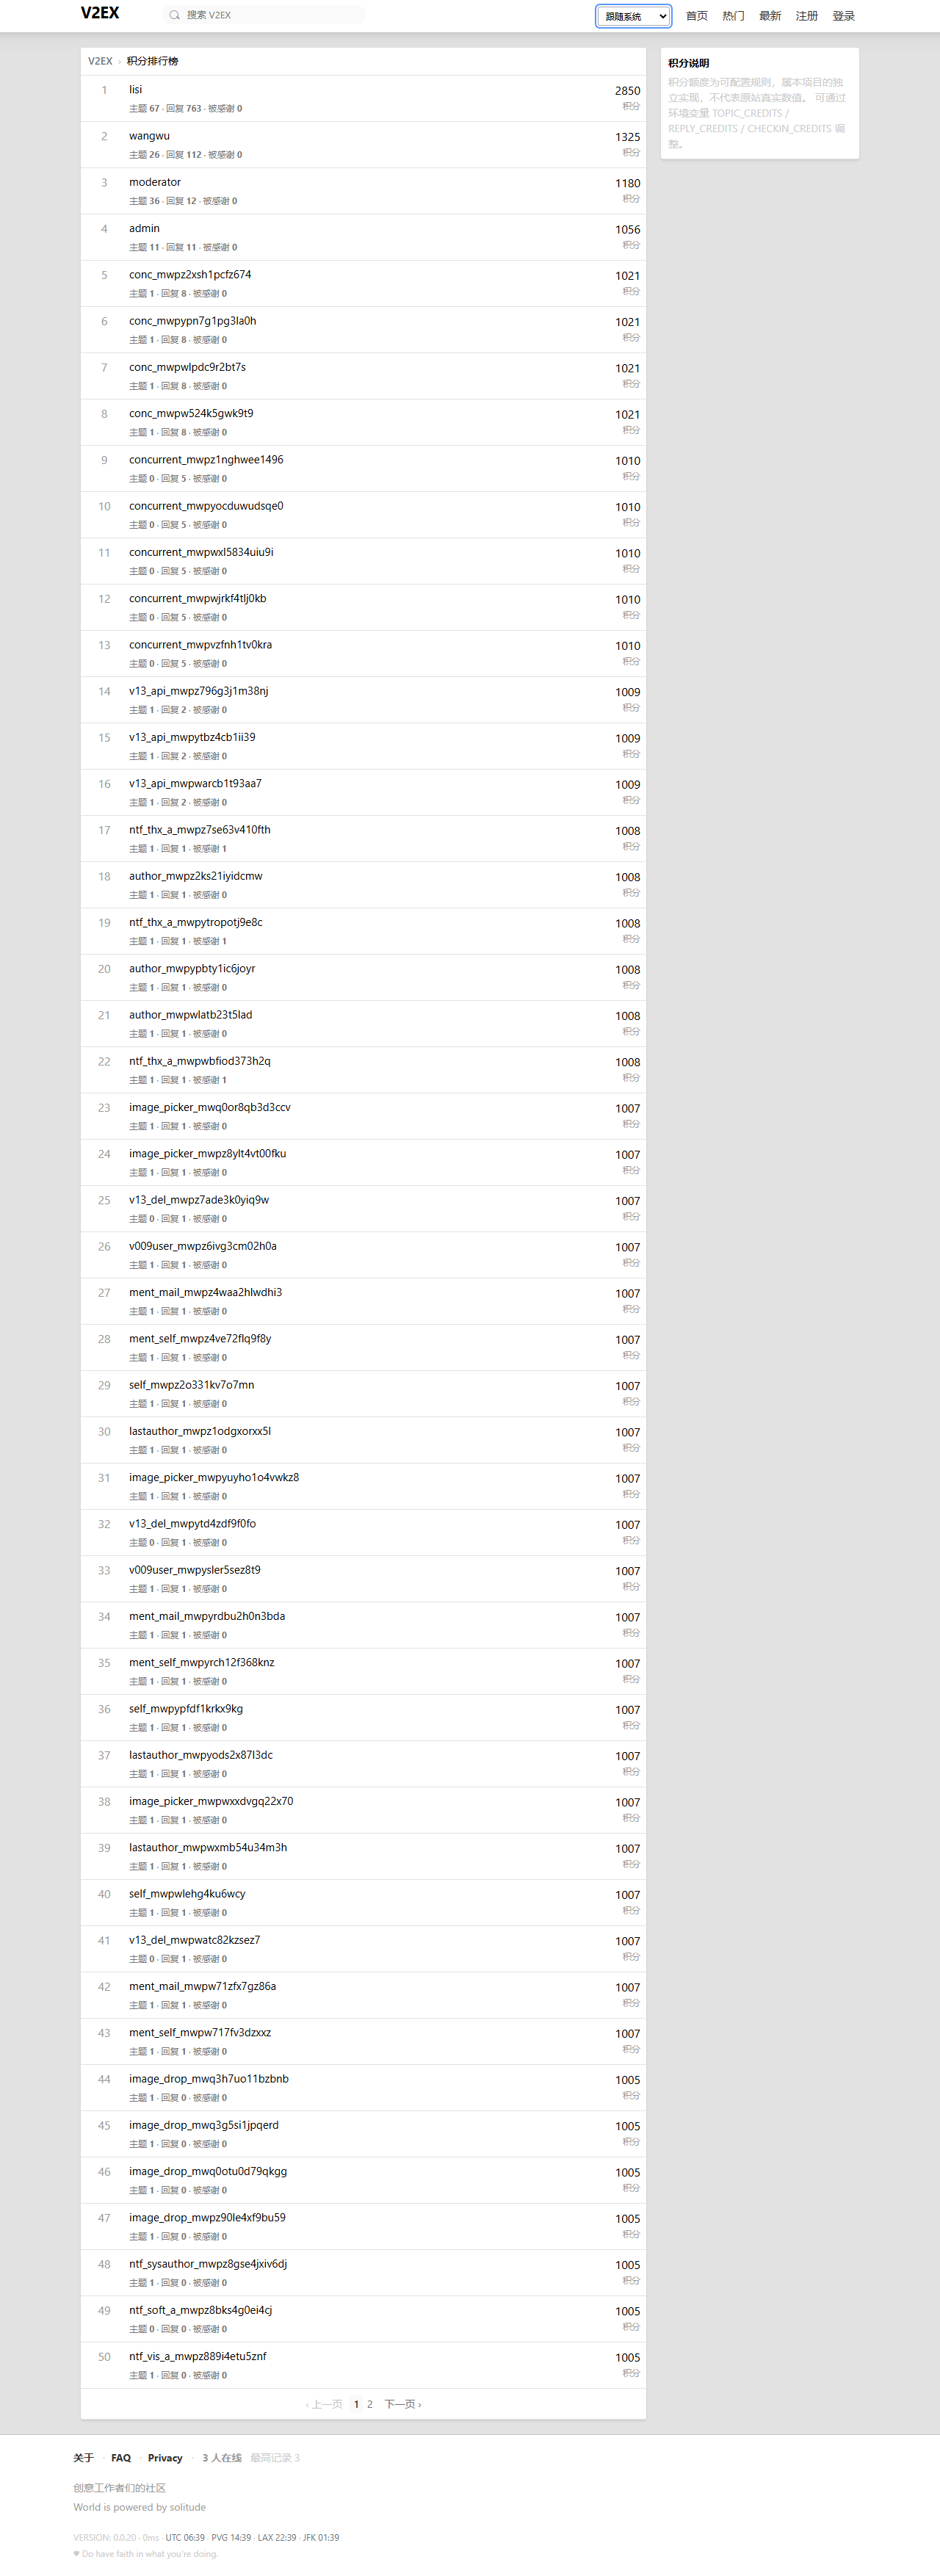 V2EX
搜索 V2EX
跟随系统
首页 热门 最新 注册 登录
V2EX › 积分排行榜
1 lisi 2850
主题 67 · 回复 763 · 被感谢 0 积分
2 wangwu 1325
主题 26 · 回复 112 · 被感谢 0 积分
3 moderator 1180
主题 36 · 回复 12 · 被感谢 0 积分
4 admin 1056
主题 11 · 回复 11 · 被感谢 0 积分
5 conc_mwpz2xsh1pcfz674 1021
主题 1 · 回复 8 · 被感谢 0 积分
6 conc_mwpypn7g1pg3la0h 1021
主题 1 · 回复 8 · 被感谢 0 积分
7 conc_mwpwlpdc9r2bt7s 1021
主题 1 · 回复 8 · 被感谢 0 积分
8 conc_mwpw524k5gwk9t9 1021
主题 1 · 回复 8 · 被感谢 0 积分
9 concurrent_mwpz1nghwee1496 1010
主题 0 · 回复 5 · 被感谢 0 积分
10 concurrent_mwpyocduwudsqe0 1010
主题 0 · 回复 5 · 被感谢 0 积分
11 concurrent_mwpwxl5834uiu9i 1010
主题 0 · 回复 5 · 被感谢 0 积分
12 concurrent_mwpwjrkf4tlj0kb 1010
主题 0 · 回复 5 · 被感谢 0 积分
13 concurrent_mwpvzfnh1tv0kra 1010
主题 0 · 回复 5 · 被感谢 0 积分
14 v13_api_mwpz796g3j1m38nj 1009
主题 1 · 回复 2 · 被感谢 0 积分
15 v13_api_mwpytbz4cb1ii39 1009
主题 1 · 回复 2 · 被感谢 0 积分
16 v13_api_mwpwarcb1t93aa7 1009
主题 1 · 回复 2 · 被感谢 0 积分
17 ntf_thx_a_mwpz7se63v410fth 1008
主题 1 · 回复 1 · 被感谢 1 积分
18 author_mwpz2ks21iyidcmw 1008
主题 1 · 回复 1 · 被感谢 0 积分
19 ntf_thx_a_mwpytropotj9e8c 1008
主题 1 · 回复 1 · 被感谢 1 积分
20 author_mwpypbty1ic6joyr 1008
主题 1 · 回复 1 · 被感谢 0 积分
21 author_mwpwlatb23t5lad 1008
主题 1 · 回复 1 · 被感谢 0 积分
22 ntf_thx_a_mwpwbfiod373h2q 1008
主题 1 · 回复 1 · 被感谢 1 积分
23 image_picker_mwq0or8qb3d3ccv 1007
主题 1 · 回复 1 · 被感谢 0 积分
24 image_picker_mwpz8ylt4vt00fku 1007
主题 1 · 回复 1 · 被感谢 0 积分
25 v13_del_mwpz7ade3k0yiq9w 1007
主题 0 · 回复 1 · 被感谢 0 积分
26 v009user_mwpz6ivg3cm02h0a 1007
主题 1 · 回复 1 · 被感谢 0 积分
27 ment_mail_mwpz4waa2hlwdhi3 1007
主题 1 · 回复 1 · 被感谢 0 积分
28 ment_self_mwpz4ve72flq9f8y 1007
主题 1 · 回复 1 · 被感谢 0 积分
29 self_mwpz2o331kv7o7mn 1007
主题 1 · 回复 1 · 被感谢 0 积分
30 lastauthor_mwpz1odgxorxx5l 1007
主题 1 · 回复 1 · 被感谢 0 积分
31 image_picker_mwpyuyho1o4vwkz8 1007
主题 1 · 回复 1 · 被感谢 0 积分
32 v13_del_mwpytd4zdf9f0fo 1007
主题 0 · 回复 1 · 被感谢 0 积分
33 v009user_mwpysler5sez8t9 1007
主题 1 · 回复 1 · 被感谢 0 积分
34 ment_mail_mwpyrdbu2h0n3bda 1007
主题 1 · 回复 1 · 被感谢 0 积分
35 ment_self_mwpyrch12f368knz 1007
主题 1 · 回复 1 · 被感谢 0 积分
36 self_mwpypfdf1krkx9kg 1007
主题 1 · 回复 1 · 被感谢 0 积分
37 lastauthor_mwpyods2x87l3dc 1007
主题 1 · 回复 1 · 被感谢 0 积分
38 image_picker_mwpwxxdvgq22x70 1007
主题 1 · 回复 1 · 被感谢 0 积分
39 lastauthor_mwpwxmb54u34m3h 1007
主题 1 · 回复 1 · 被感谢 0 积分
40 self_mwpwlehg4ku6wcy 1007
主题 1 · 回复 1 · 被感谢 0 积分
41 v13_del_mwpwatc82kzsez7 1007
主题 0 · 回复 1 · 被感谢 0 积分
42 ment_mail_mwpw71zfx7gz86a 1007
主题 1 · 回复 1 · 被感谢 0 积分
43 ment_self_mwpw717fv3dzxxz 1007
主题 1 · 回复 1 · 被感谢 0 积分
44 image_drop_mwq3h7uo11bzbnb 1005
主题 1 · 回复 0 · 被感谢 0 积分
45 image_drop_mwq3g5si1jpqerd 1005
主题 1 · 回复 0 · 被感谢 0 积分
46 image_drop_mwq0otu0d79qkgg 1005
主题 1 · 回复 0 · 被感谢 0 积分
47 image_drop_mwpz90le4xf9bu59 1005
主题 1 · 回复 0 · 被感谢 0 积分
48 ntf_sysauthor_mwpz8gse4jxiv6dj 1005
主题 1 · 回复 0 · 被感谢 0 积分
49 ntf_soft_a_mwpz8bks4g0ei4cj 1005
主题 0 · 回复 0 · 被感谢 0 积分
50 ntf_vis_a_mwpz889i4etu5znf 1005
主题 1 · 回复 0 · 被感谢 0 积分
‹ 上一页 1 2 下一页 ›
积分说明
积分额度为可配置规则，属本项目的独
立实现，不代表原站真实数值。 可通过
环境变量 TOPIC_CREDITS /
REPLY_CREDITS / CHECKIN_CREDITS 调
整。
关于 · FAQ · Privacy · 3 人在线 最高记录 3
创意工作者们的社区
World is powered by solitude
VERSION: 0.0.20 · 0ms · UTC 06:39 · PVG 14:39 · LAX 22:39 · JFK 01:39
♥ Do have faith in what you're doing.